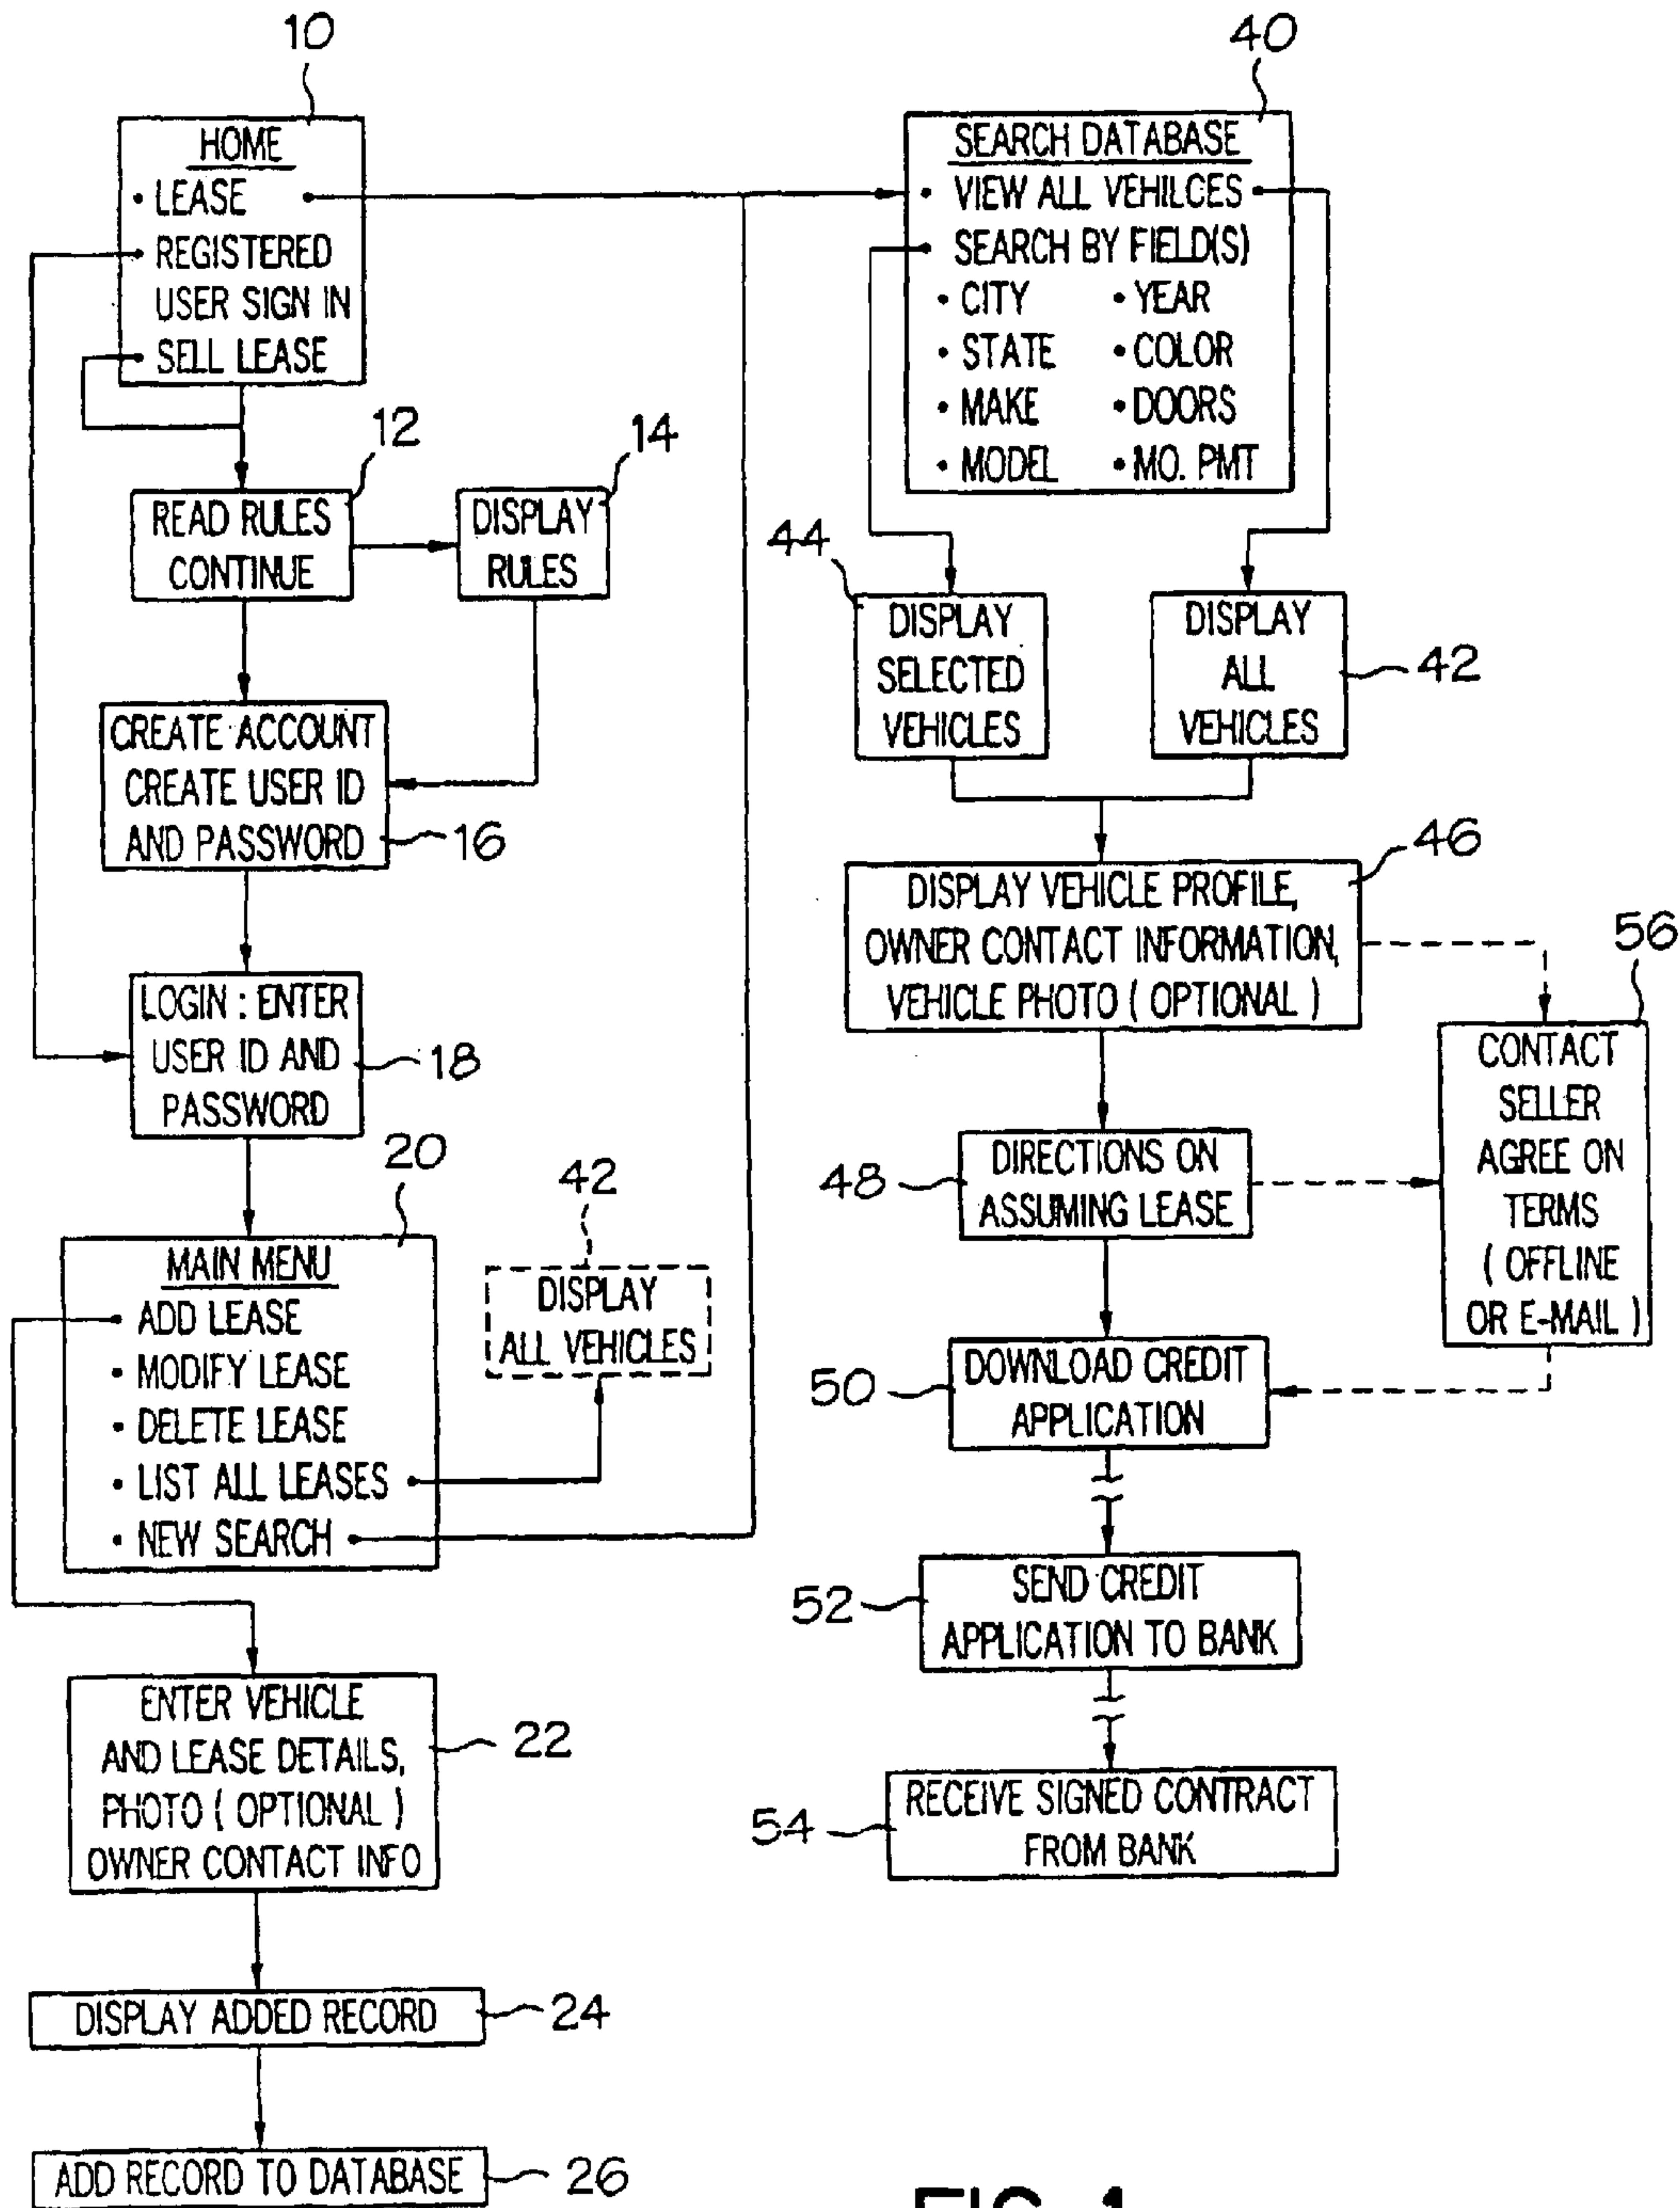 10
HOME
• LEASE
• REGISTERED
USER SIGN IN
• SELL LEASE
12
READ RULES
CONTINUE
14
DISPLAY
RULES
CREATE ACCOUNT
CREATE USER ID
AND PASSWORD
16
LOGIN : ENTER
USER ID AND
PASSWORD
18
20
MAIN MENU
• ADD LEASE
• MODIFY LEASE
• DELETE LEASE
• LIST ALL LEASES
• NEW SEARCH
42
DISPLAY
ALL VEHICLES
ENTER VEHICLE
AND LEASE DETAILS,
PHOTO ( OPTIONAL )
OWNER CONTACT INFO
22
DISPLAY ADDED RECORD
24
ADD RECORD TO DATABASE
26
40
SEARCH DATABASE
• VIEW ALL VEHILCES
• SEARCH BY FIELD(S)
• CITY • YEAR
• STATE • COLOR
• MAKE • DOORS
• MODEL • MO. PMT
44
DISPLAY
SELECTED
VEHICLES
DISPLAY
ALL
VEHICLES
42
46
DISPLAY VEHICLE PROFILE,
OWNER CONTACT INFORMATION,
VEHICLE PHOTO ( OPTIONAL )
56
CONTACT
SELLER
AGREE ON
TERMS
( OFFLINE
OR E-MAIL )
48
DIRECTIONS ON
ASSUMING LEASE
50
DOWNLOAD CREDIT
APPLICATION
52
SEND CREDIT
APPLICATION TO BANK
54
RECEIVE SIGNED CONTRACT
FROM BANK
FIG. 1